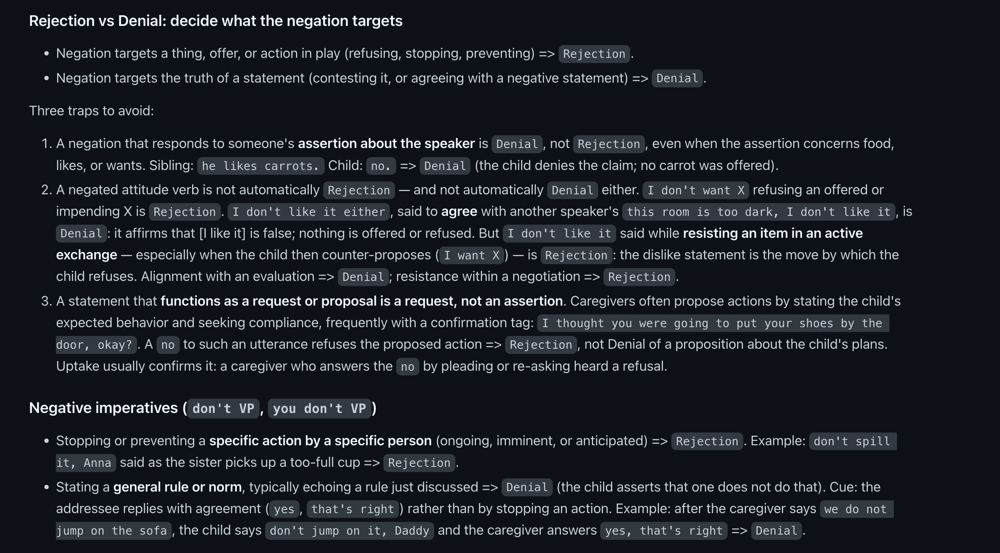 Rejection vs Denial: decide what the negation targets
• Negation targets a thing, offer, or action in play (refusing, stopping, preventing) => Rejection.
• Negation targets the truth of a statement (contesting it, or agreeing with a negative statement) => Denial.
Three traps to avoid:
1. A negation that responds to someone's assertion about the speaker is Denial, not Rejection, even when the assertion concerns food,
likes, or wants. Sibling: he likes carrots. Child: no. => Denial (the child denies the claim; no carrot was offered).
2. A negated attitude verb is not automatically Rejection — and not automatically Denial either. I don't want X refusing an offered or
impending X is Rejection. I don't like it either, said to agree with another speaker's this room is too dark, I don't like it, is
Denial: it affirms that [I like it] is false; nothing is offered or refused. But I don't like it said while resisting an item in an active
exchange — especially when the child then counter-proposes (I want X) — is Rejection: the dislike statement is the move by which the
child refuses. Alignment with an evaluation => Denial; resistance within a negotiation => Rejection.
3. A statement that functions as a request or proposal is a request, not an assertion. Caregivers often propose actions by stating the child's
expected behavior and seeking compliance, frequently with a confirmation tag: I thought you were going to put your shoes by the
door, okay?. A no to such an utterance refuses the proposed action => Rejection, not Denial of a proposition about the child's plans.
Uptake usually confirms it: a caregiver who answers the no by pleading or re-asking heard a refusal.
Negative imperatives (don't VP, you don't VP)
• Stopping or preventing a specific action by a specific person (ongoing, imminent, or anticipated) => Rejection. Example: don't spill
it, Anna said as the sister picks up a too-full cup => Rejection.
• Stating a general rule or norm, typically echoing a rule just discussed => Denial (the child asserts that one does not do that). Cue: the
addressee replies with agreement (yes, that's right) rather than by stopping an action. Example: after the caregiver says we do not
jump on the sofa, the child says don't jump on it, Daddy and the caregiver answers yes, that's right => Denial.